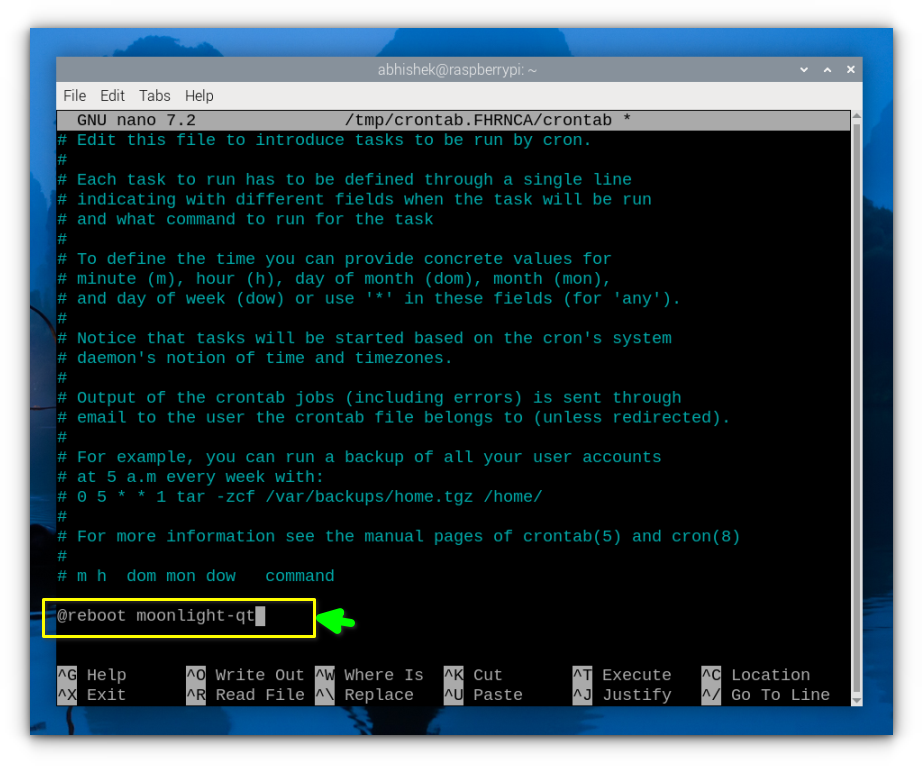 abhishek@raspberrypi: ~
File Edit Tabs Help
GNU nano 7.2 /tmp/crontab.FHRNCA/crontab *
# Edit this file to introduce tasks to be run by cron.
#
# Each task to run has to be defined through a single line
# indicating with different fields when the task will be run
# and what command to run for the task
#
# To define the time you can provide concrete values for
# minute (m), hour (h), day of month (dom), month (mon),
# and day of week (dow) or use '*' in these fields (for 'any').
#
# Notice that tasks will be started based on the cron's system
# daemon's notion of time and timezones.
#
# Output of the crontab jobs (including errors) is sent through
# email to the user the crontab file belongs to (unless redirected).
#
# For example, you can run a backup of all your user accounts
# at 5 a.m every week with:
# 0 5 * * 1 tar -zcf /var/backups/home.tgz /home/
#
# For more information see the manual pages of crontab(5) and cron(8)
#
# m h  dom mon dow   command
@reboot moonlight-qt
^G Help ^O Write Out ^W Where Is ^K Cut ^T Execute ^C Location
^X Exit ^R Read File ^\ Replace ^U Paste ^J Justify ^/ Go To Line